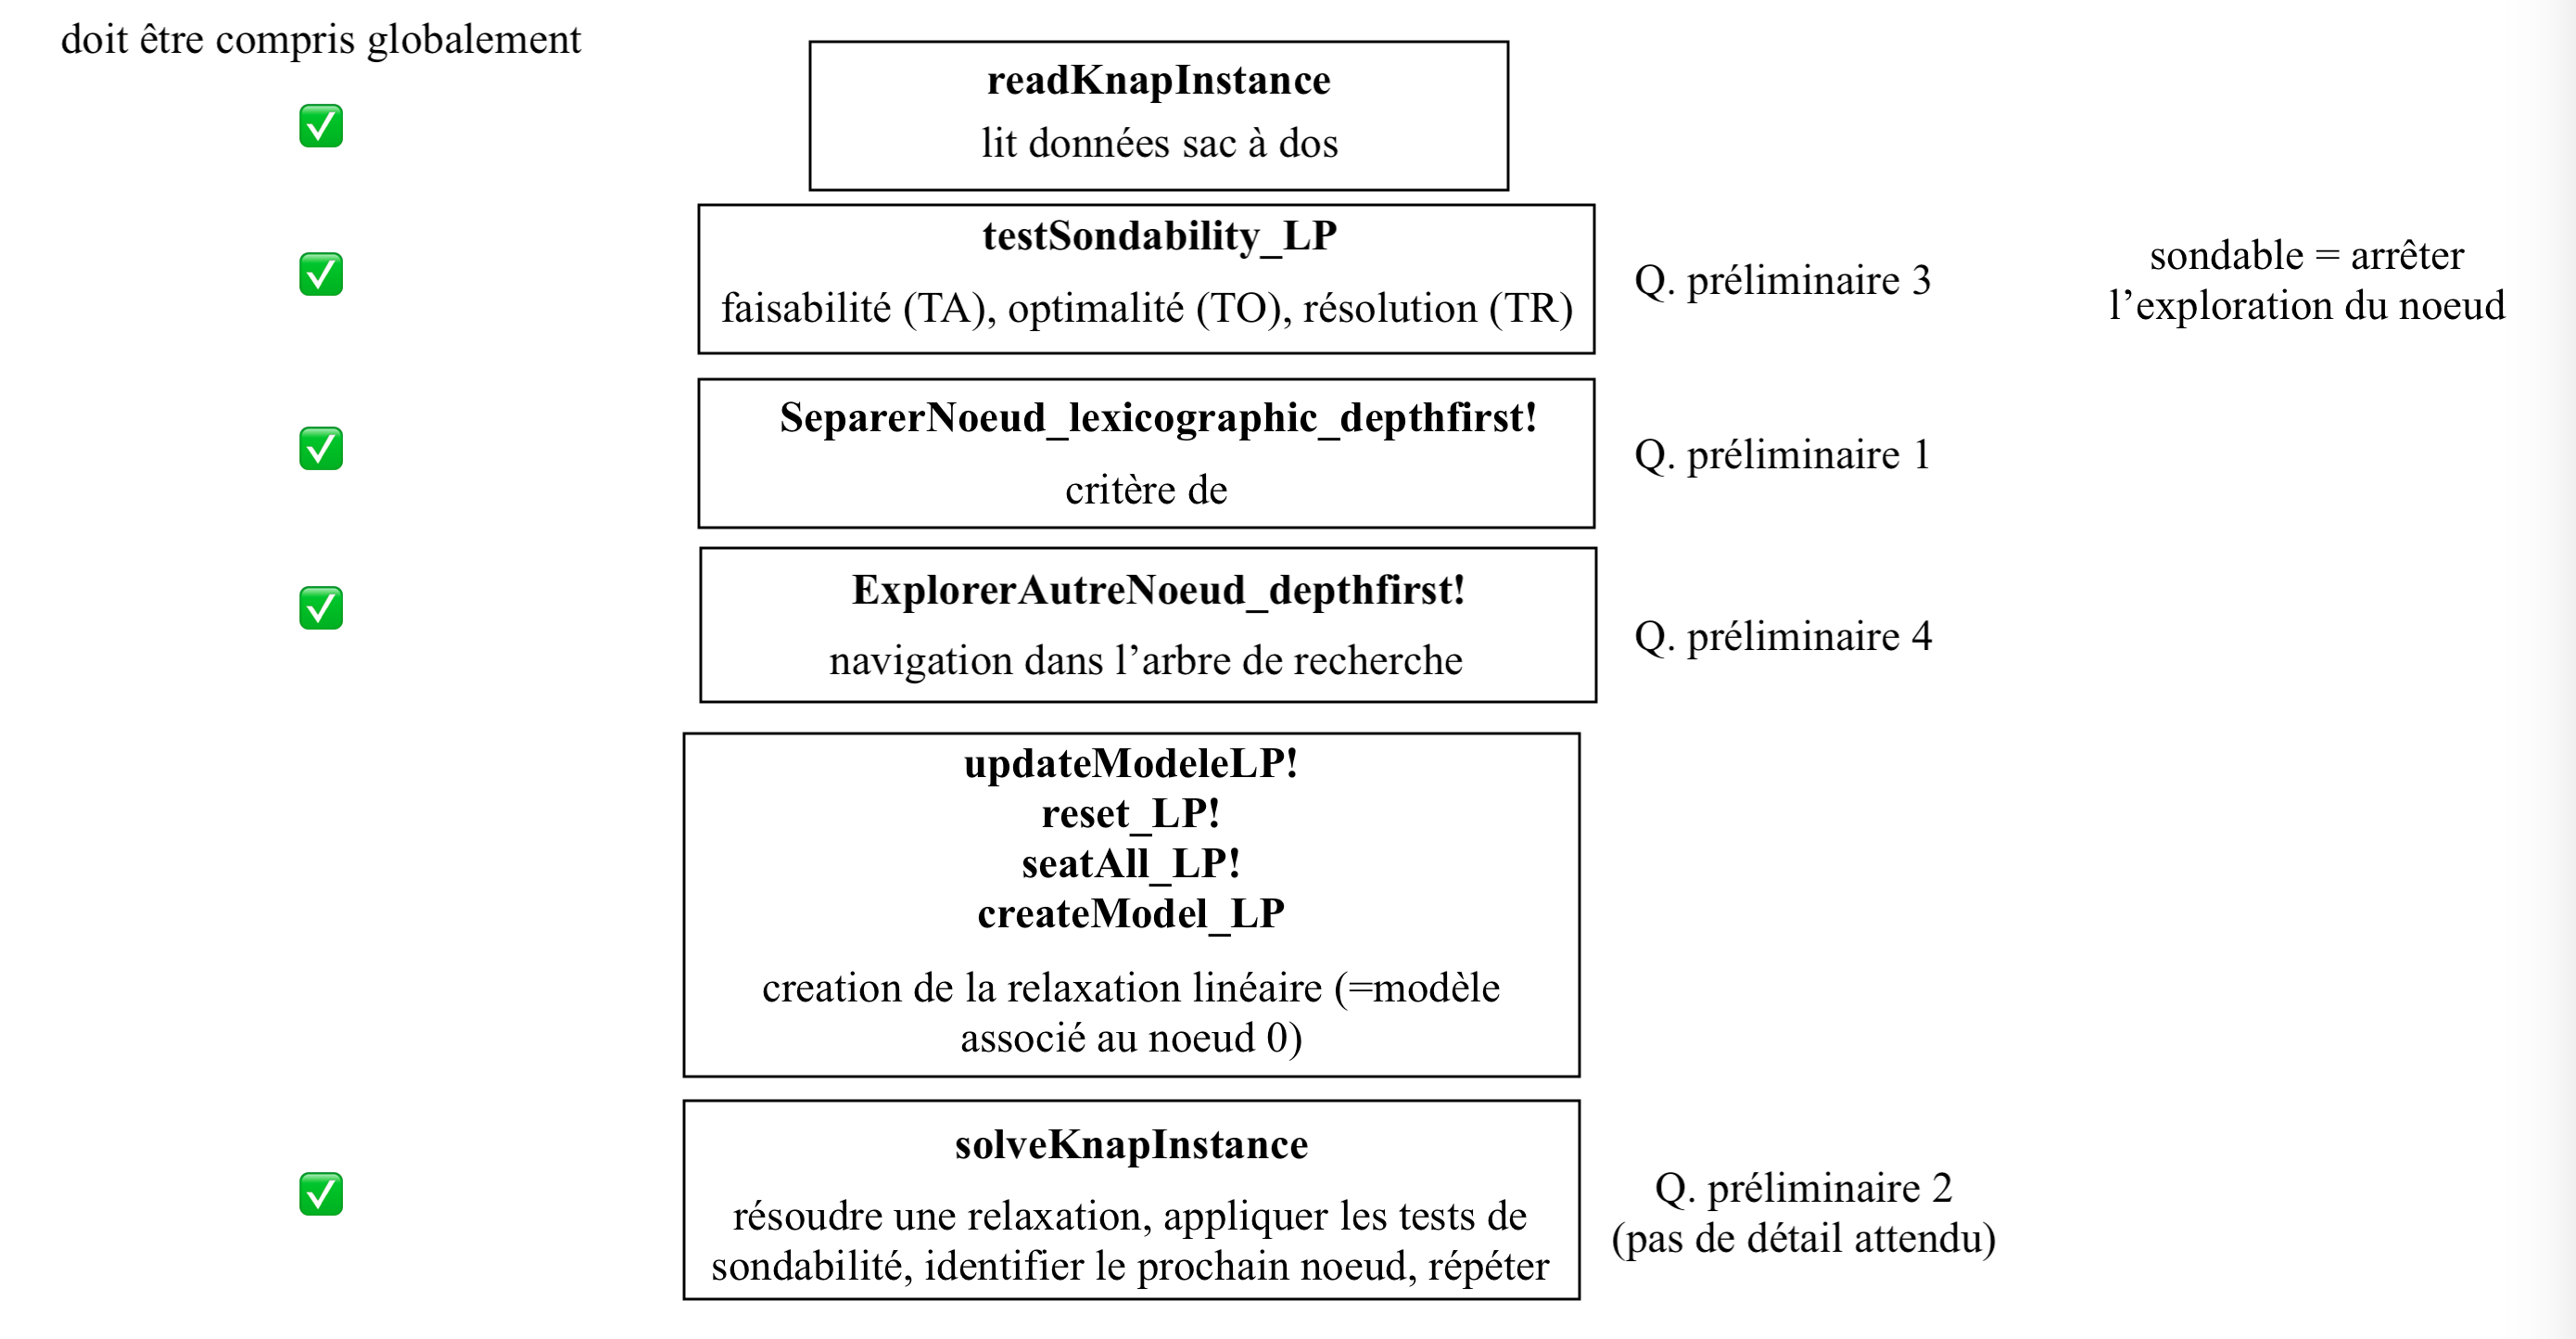 doit être compris globalement
readKnapInstance
lit données sac à dos
testSondability_LP
faisabilité (TA), optimalité (TO), résolution (TR)
Q. préliminaire 3
sondable = arrêter
l’exploration du noeud
SeparerNoeud_lexicographic_depthfirst!
critère de
Q. préliminaire 1
ExplorerAutreNoeud_depthfirst!
navigation dans l’arbre de recherche
Q. préliminaire 4
updateModeleLP!
reset_LP!
seatAll_LP!
createModel_LP
creation de la relaxation linéaire (=modèle
associé au noeud 0)
solveKnapInstance
résoudre une relaxation, appliquer les tests de
sondabilité, identifier le prochain noeud, répéter
Q. préliminaire 2
(pas de détail attendu)